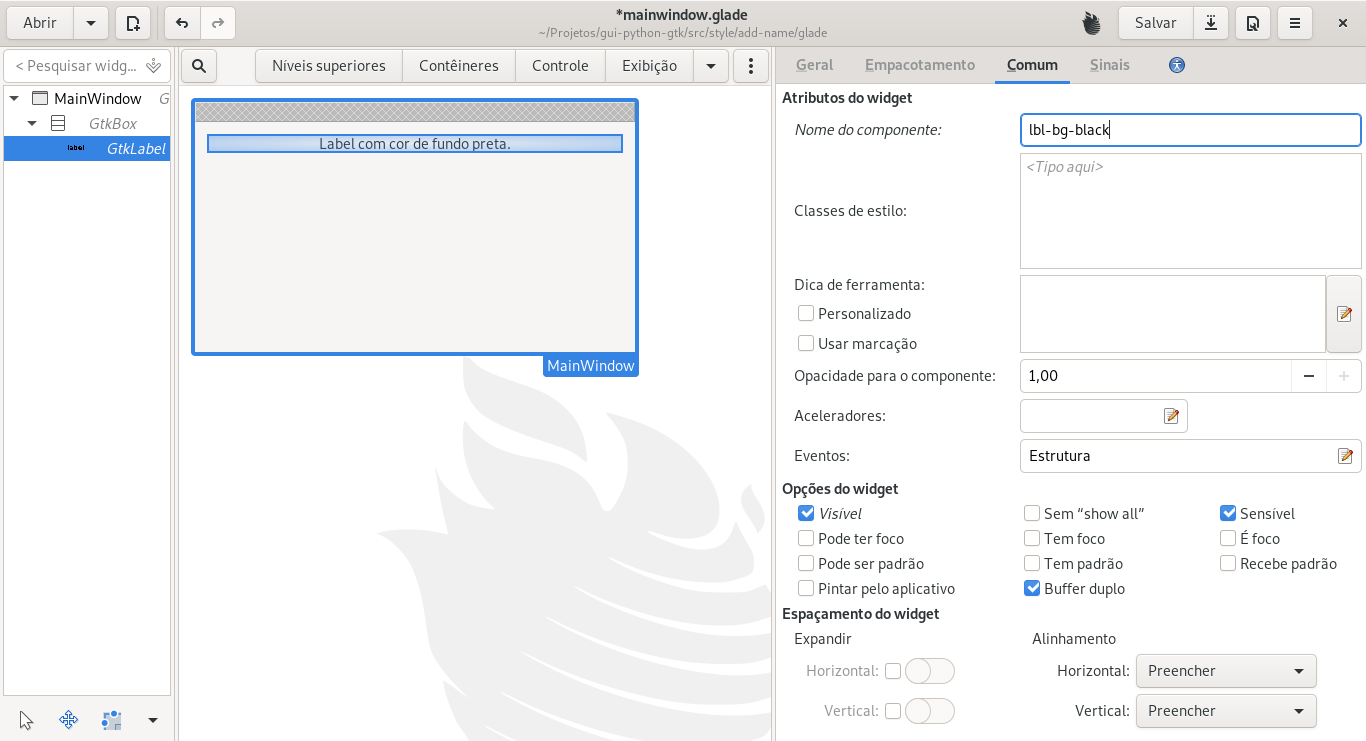 Abrir
*mainwindow.glade
~/Projetos/gui-python-gtk/src/style/add-name/glade
Salvar
< Pesquisar widg...
MainWindow G
GtkBox
label GtkLabel
Níveis superiores Contêineres Controle Exibição
Label com cor de fundo preta.
MainWindow
Geral Empacotamento Comum Sinais
Atributos do widget
Nome do componente: lbl-bg-black
Classes de estilo: <Tipo aqui>
Dica de ferramenta:
Personalizado
Usar marcação
Opacidade para o componente: 1,00
Aceleradores:
Eventos: Estrutura
Opções do widget
Visível Sem “show all” Sensível
Pode ter foco Tem foco É foco
Pode ser padrão Tem padrão Recebe padrão
Pintar pelo aplicativo Buffer duplo
Espaçamento do widget
Expandir Alinhamento
Horizontal: Horizontal: Preencher
Vertical: Vertical: Preencher